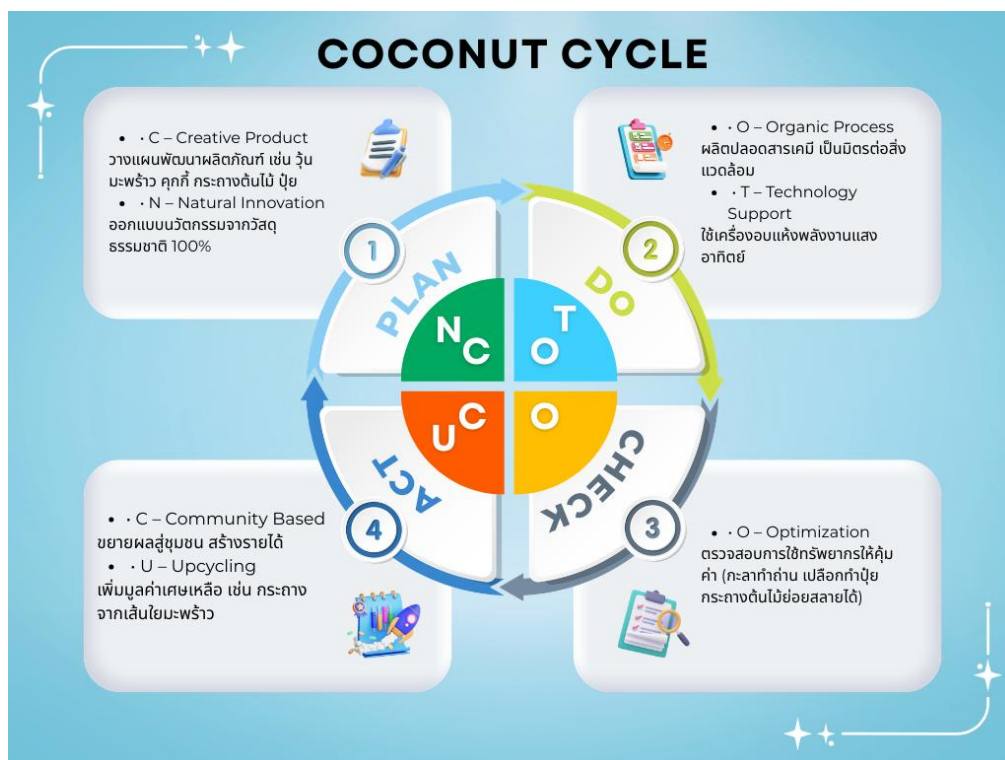 COCONUT CYCLE
• · C – Creative Product
วางแผนพัฒนาผลิตภัณฑ์ เช่น วุ้น
มะพร้าว คุกกี้ กระถางต้นไม้ ปุ๋ย
• · N – Natural Innovation
ออกแบบนวัตกรรมจากวัสดุ
ธรรมชาติ 100%
• · O – Organic Process
ผลิตปลอดสารเคมี เป็นมิตรต่อสิ่ง
แวดล้อม
• · T – Technology
Support
ใช้เครื่องอบแห้งพลังงานแสง
อาทิตย์
1
PLAN
2
DO
N
C
T
O
U
C
O
ACT
4
CHECK
3
• · C – Community Based
ขยายผลสู่ชุมชน สร้างรายได้
• · U – Upcycling
เพิ่มมูลค่าเศษเหลือ เช่น กระถาง
จากเส้นใยมะพร้าว
• · O – Optimization
ตรวจสอบการใช้ทรัพยากรให้คุ้ม
ค่า (กะลาทำถ่าน เปลือกทำปุ๋ย
กระถางต้นไม้ย่อยสลายได้)